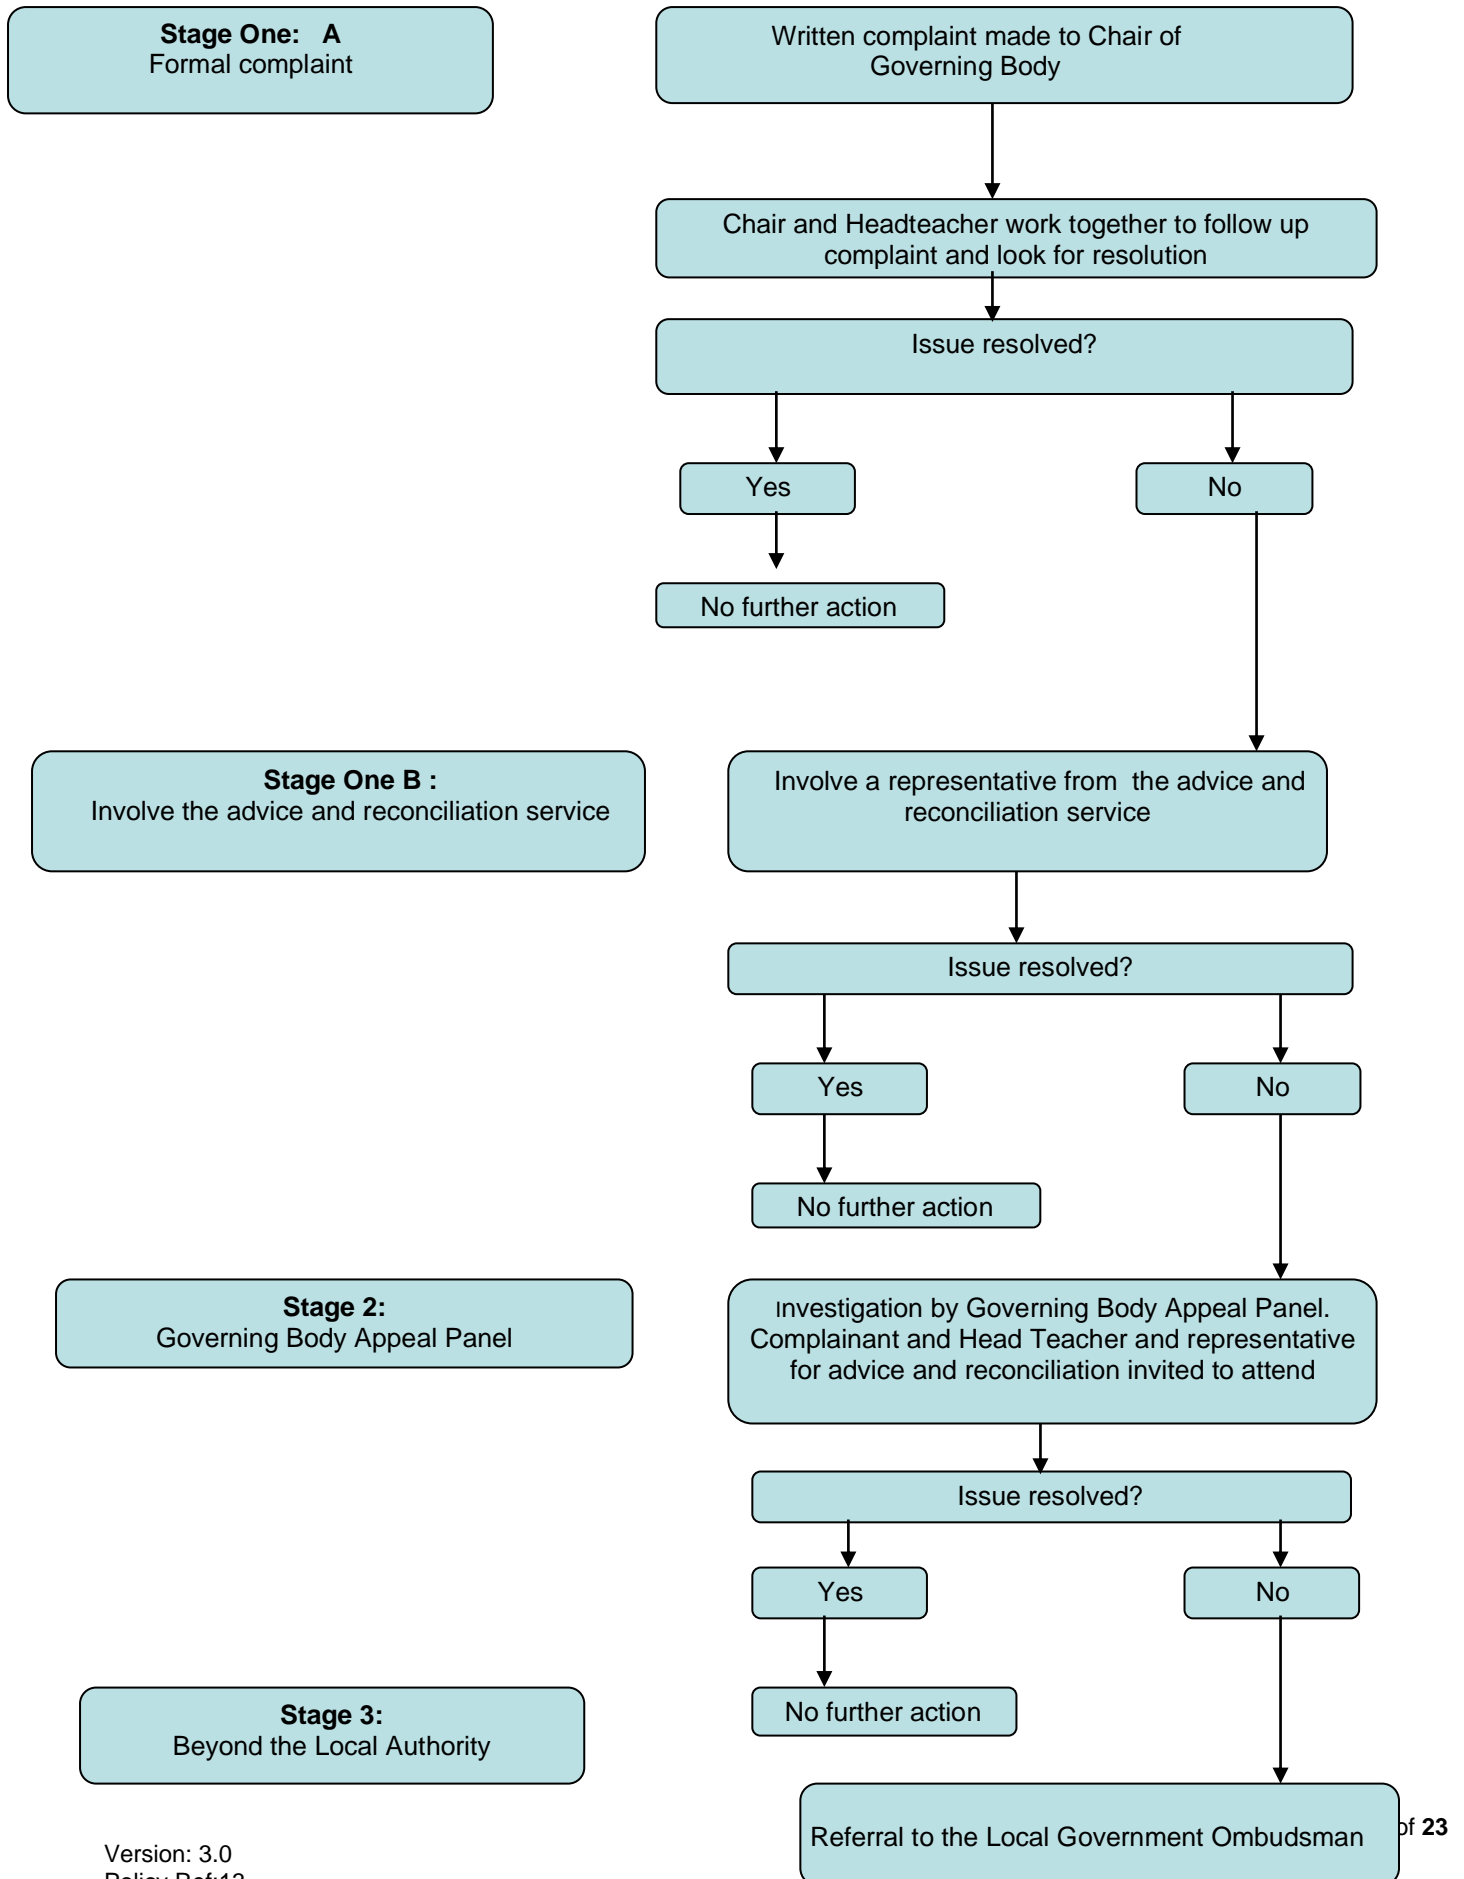 Stage One: A
Formal complaint
Written complaint made to Chair of
Governing Body
Chair and Headteacher work together to follow up
complaint and look for resolution
Issue resolved?
Yes
No
No further action
Stage One B :
Involve the advice and reconciliation service
Involve a representative from the advice and
reconciliation service
Issue resolved?
Yes
No
No further action
Stage 2:
Governing Body Appeal Panel
Investigation by Governing Body Appeal Panel.
Complainant and Head Teacher and representative
for advice and reconciliation invited to attend
Issue resolved?
Yes
No
No further action
Stage 3:
Beyond the Local Authority
Referral to the Local Government Ombudsman
of 23
Version: 3.0